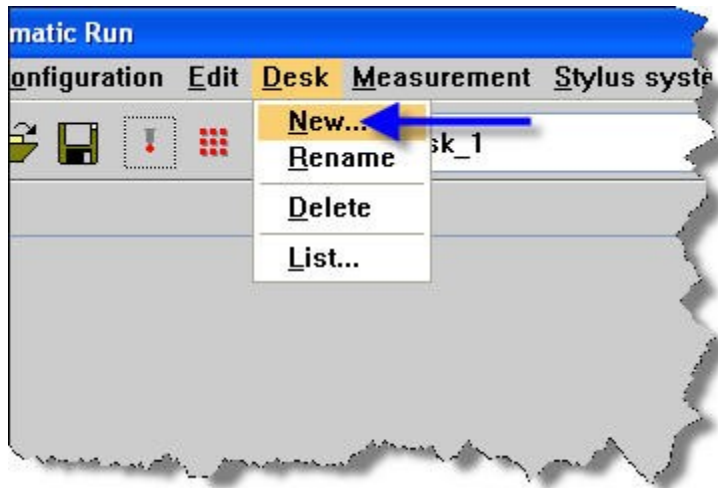 matic Run
onfiguration Edit Desk Measurement Stylus syste
New...
sk_1
Rename
Delete
List...